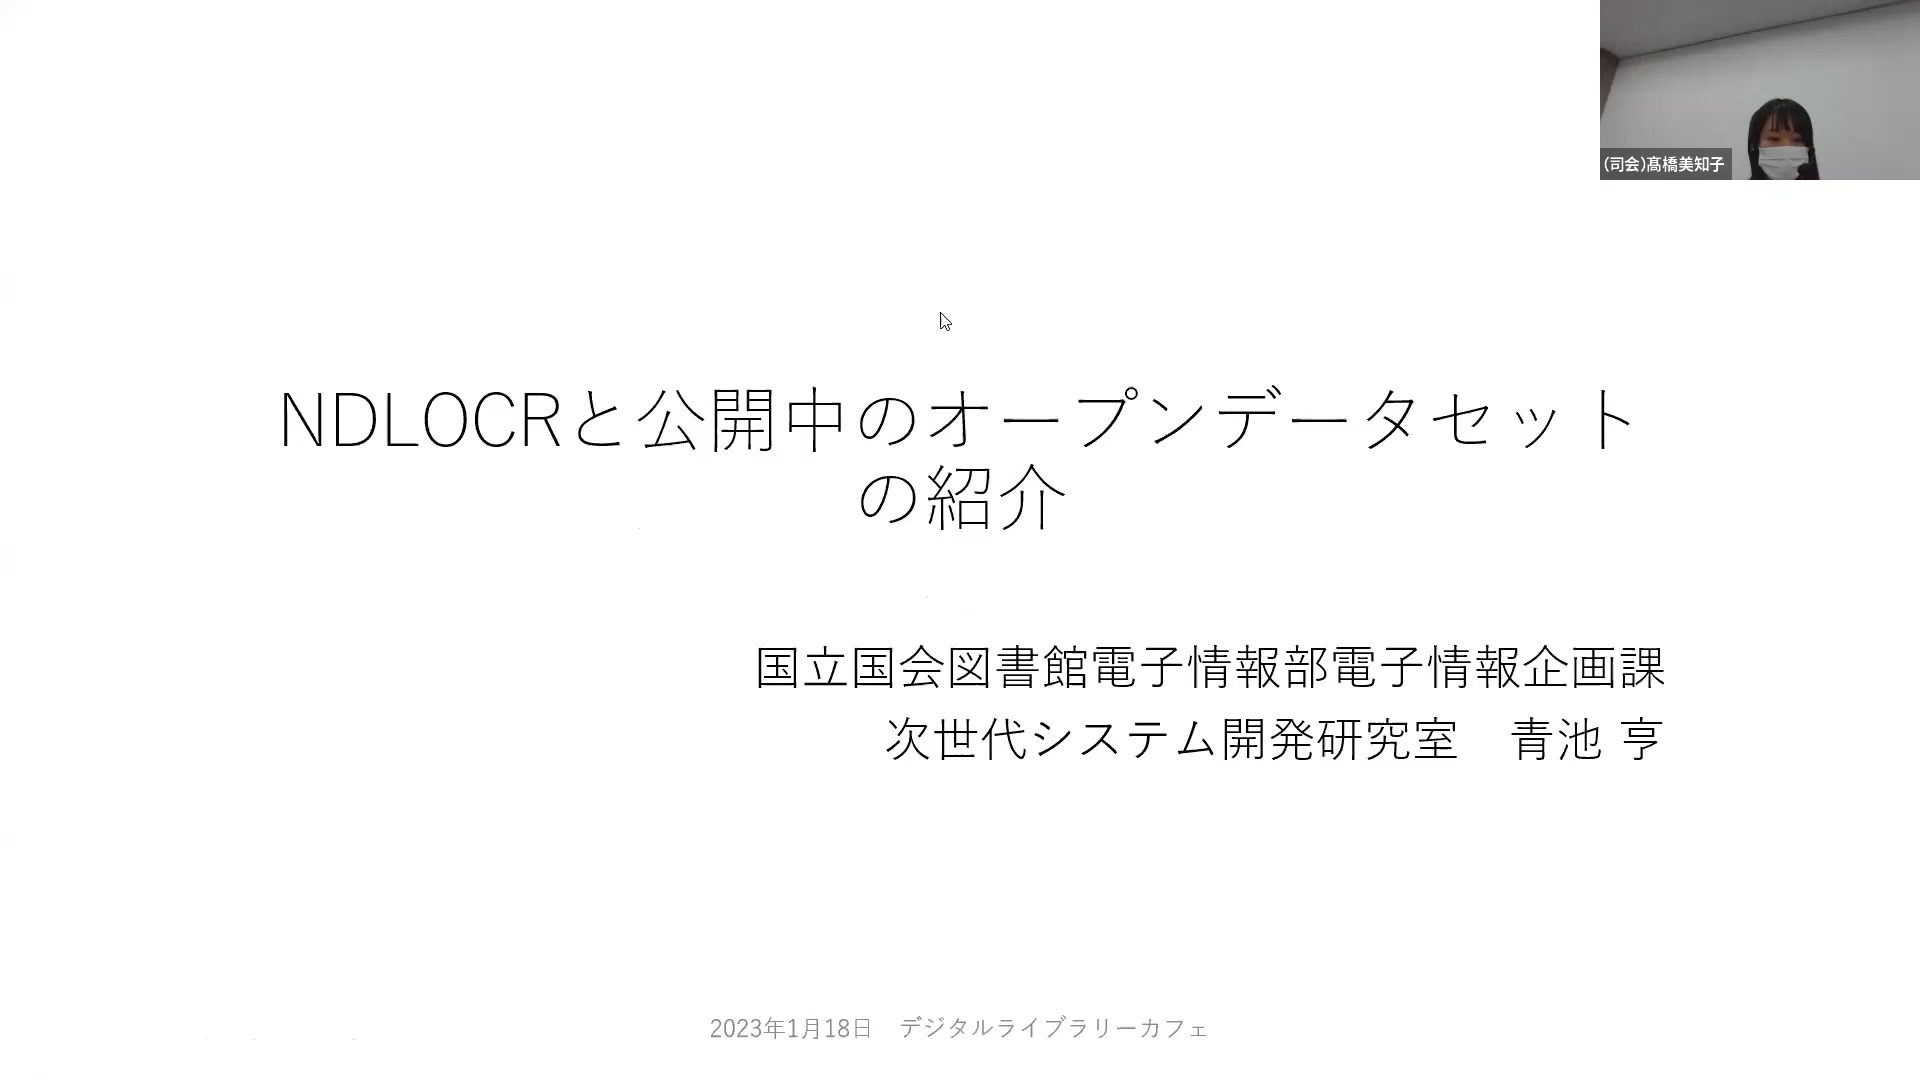 (司会)髙橋美知子
NDLOCRと公開中のオープンデータセット
の紹介
国立国会図書館電子情報部電子情報企画課
次世代システム開発研究室　青池 亨
2023年1月18日　デジタルライブラリーカフェ